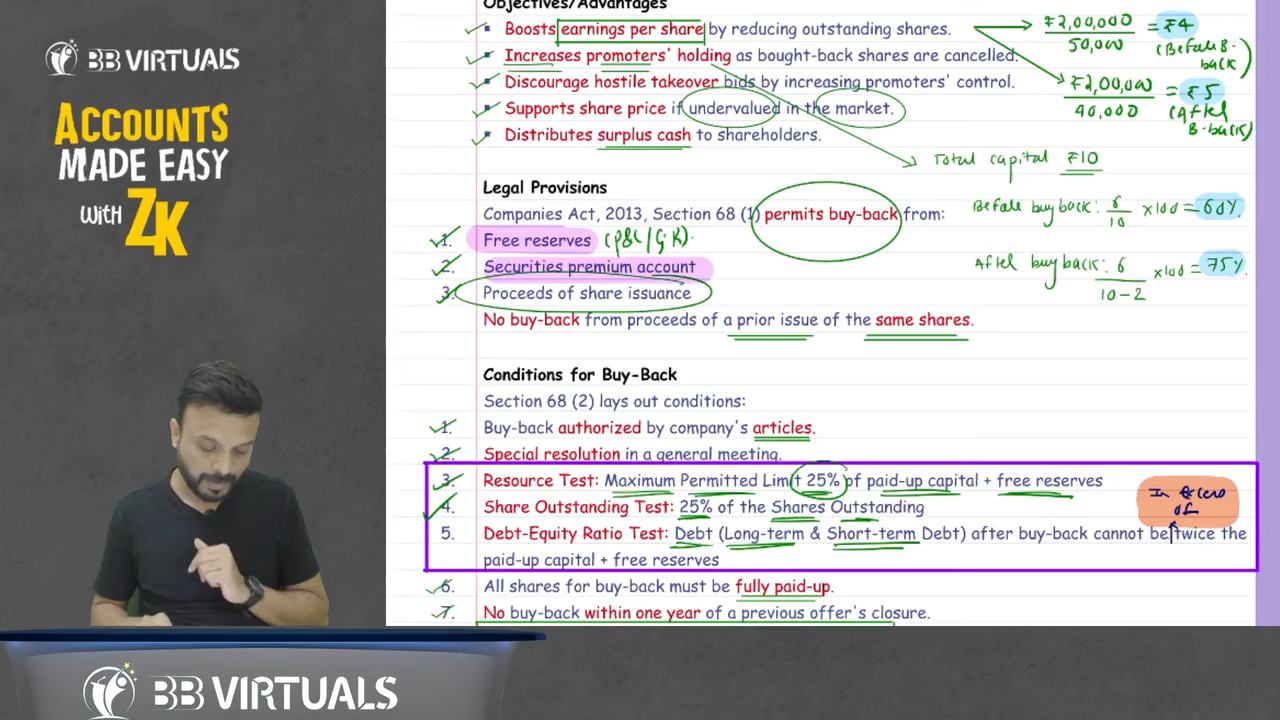 BB VIRTUALS
ACCOUNTS
MADE EASY
WITH ZK
Objectives/Advantages
Boosts earnings per share by reducing outstanding shares.
Increases promoters' holding as bought-back shares are cancelled.
Discourage hostile takeover bids by increasing promoters' control.
Supports share price if undervalued in the market.
Distributes surplus cash to shareholders.
₹2,00,000 / 50,000 = ₹4
(Before B-back)
₹2,00,000 / 40,000 = ₹5
(After B-back)
Total capital ₹10
Legal Provisions
Companies Act, 2013, Section 68 (1) permits buy-back from:
1. Free reserves (P&L/G.R).
2. Securities premium account
3. Proceeds of share issuance
No buy-back from proceeds of a prior issue of the same shares.
Before buy back: 6/10 x100 = 60%.
After buy back: 6/10-2 x100 = 75%.
Conditions for Buy-Back
Section 68 (2) lays out conditions:
1. Buy-back authorized by company's articles.
2. Special resolution in a general meeting.
3. Resource Test: Maximum Permitted Limit 25% of paid-up capital + free reserves
4. Share Outstanding Test: 25% of the Shares Outstanding
In excess of
5. Debt-Equity Ratio Test: Debt (Long-term & Short-term Debt) after buy-back cannot be twice the
paid-up capital + free reserves
6. All shares for buy-back must be fully paid-up.
7. No buy-back within one year of a previous offer's closure.
BB VIRTUALS